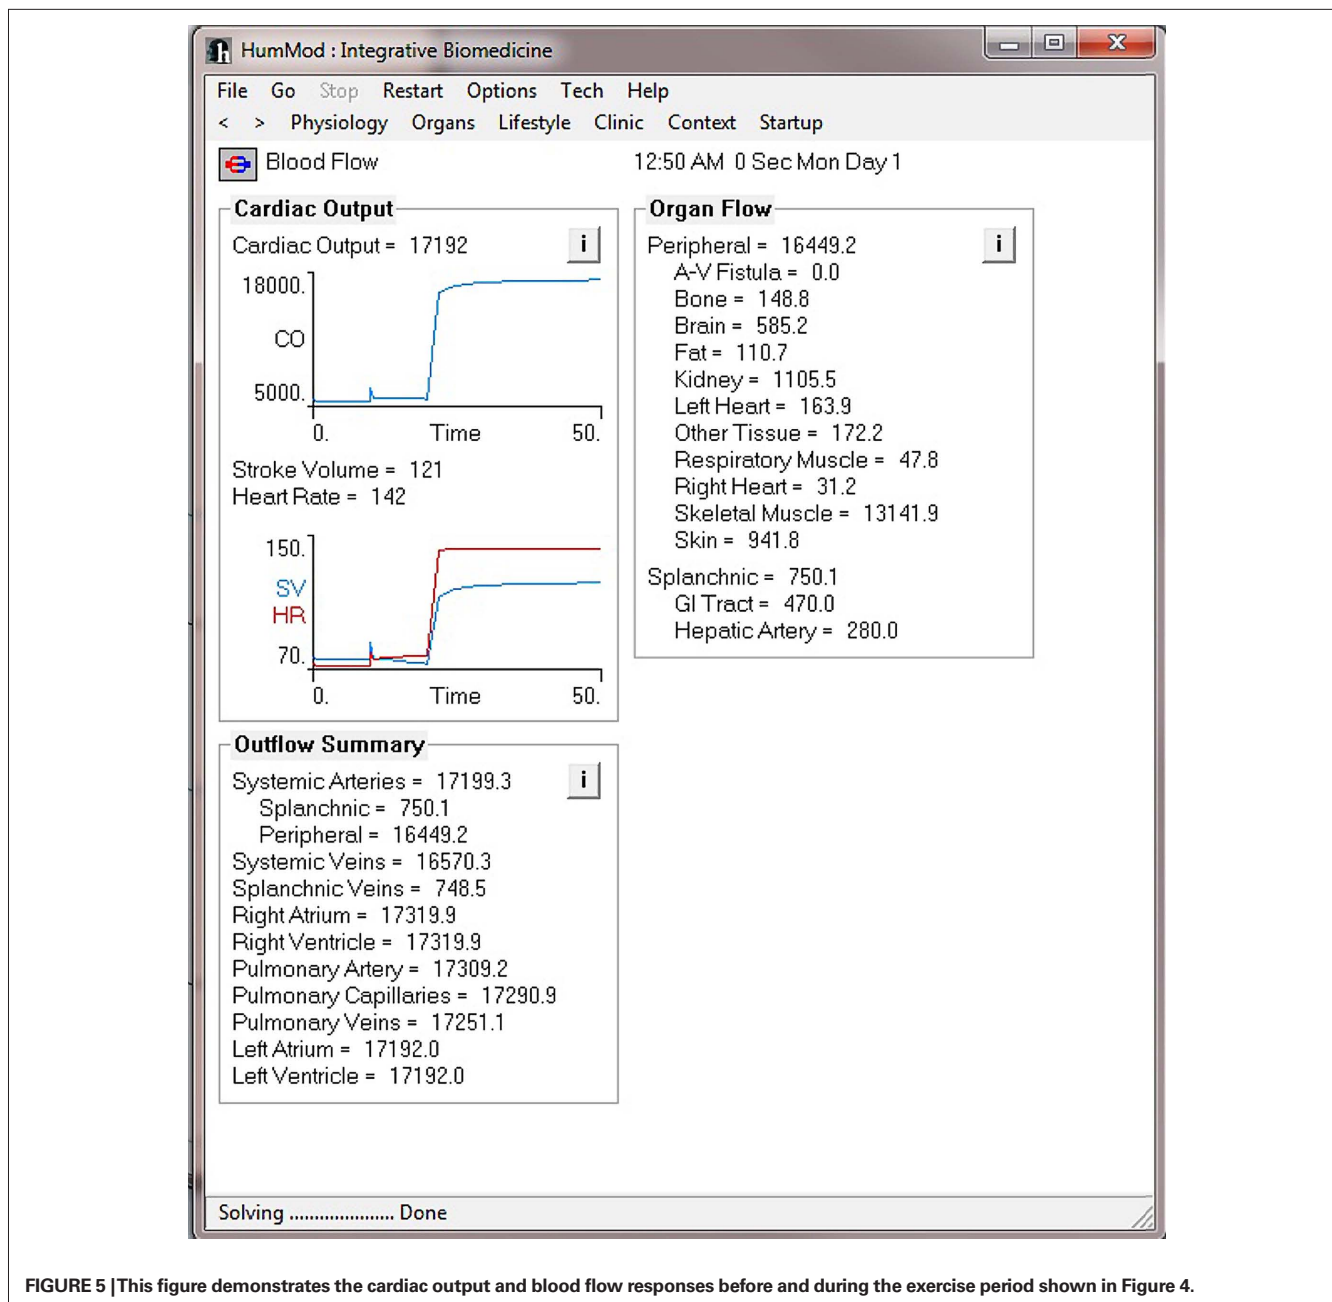 HumMod : Integrative Biomedicine
File Go Stop Restart Options Tech Help
< > Physiology Organs Lifestyle Clinic Context Startup
Blood Flow 12:50 AM 0 Sec Mon Day 1
Cardiac Output
Cardiac Output = 17192
i
18000.
CO
5000.
0. Time 50.
Stroke Volume = 121
Heart Rate = 142
150.
SV
HR
70.
0. Time 50.
Outflow Summary
Systemic Arteries = 17199.3
i
Splanchnic = 750.1
Peripheral = 16449.2
Systemic Veins = 16570.3
Splanchnic Veins = 748.5
Right Atrium = 17319.9
Right Ventricle = 17319.9
Pulmonary Artery = 17309.2
Pulmonary Capillaries = 17290.9
Pulmonary Veins = 17251.1
Left Atrium = 17192.0
Left Ventricle = 17192.0
Organ Flow
Peripheral = 16449.2
i
A-V Fistula = 0.0
Bone = 148.8
Brain = 585.2
Fat = 110.7
Kidney = 1105.5
Left Heart = 163.9
Other Tissue = 172.2
Respiratory Muscle = 47.8
Right Heart = 31.2
Skeletal Muscle = 13141.9
Skin = 941.8
Splanchnic = 750.1
GI Tract = 470.0
Hepatic Artery = 280.0
Solving ..................... Done
FIGURE 5 | This figure demonstrates the cardiac output and blood flow responses before and during the exercise period shown in Figure 4.